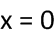 x = 0